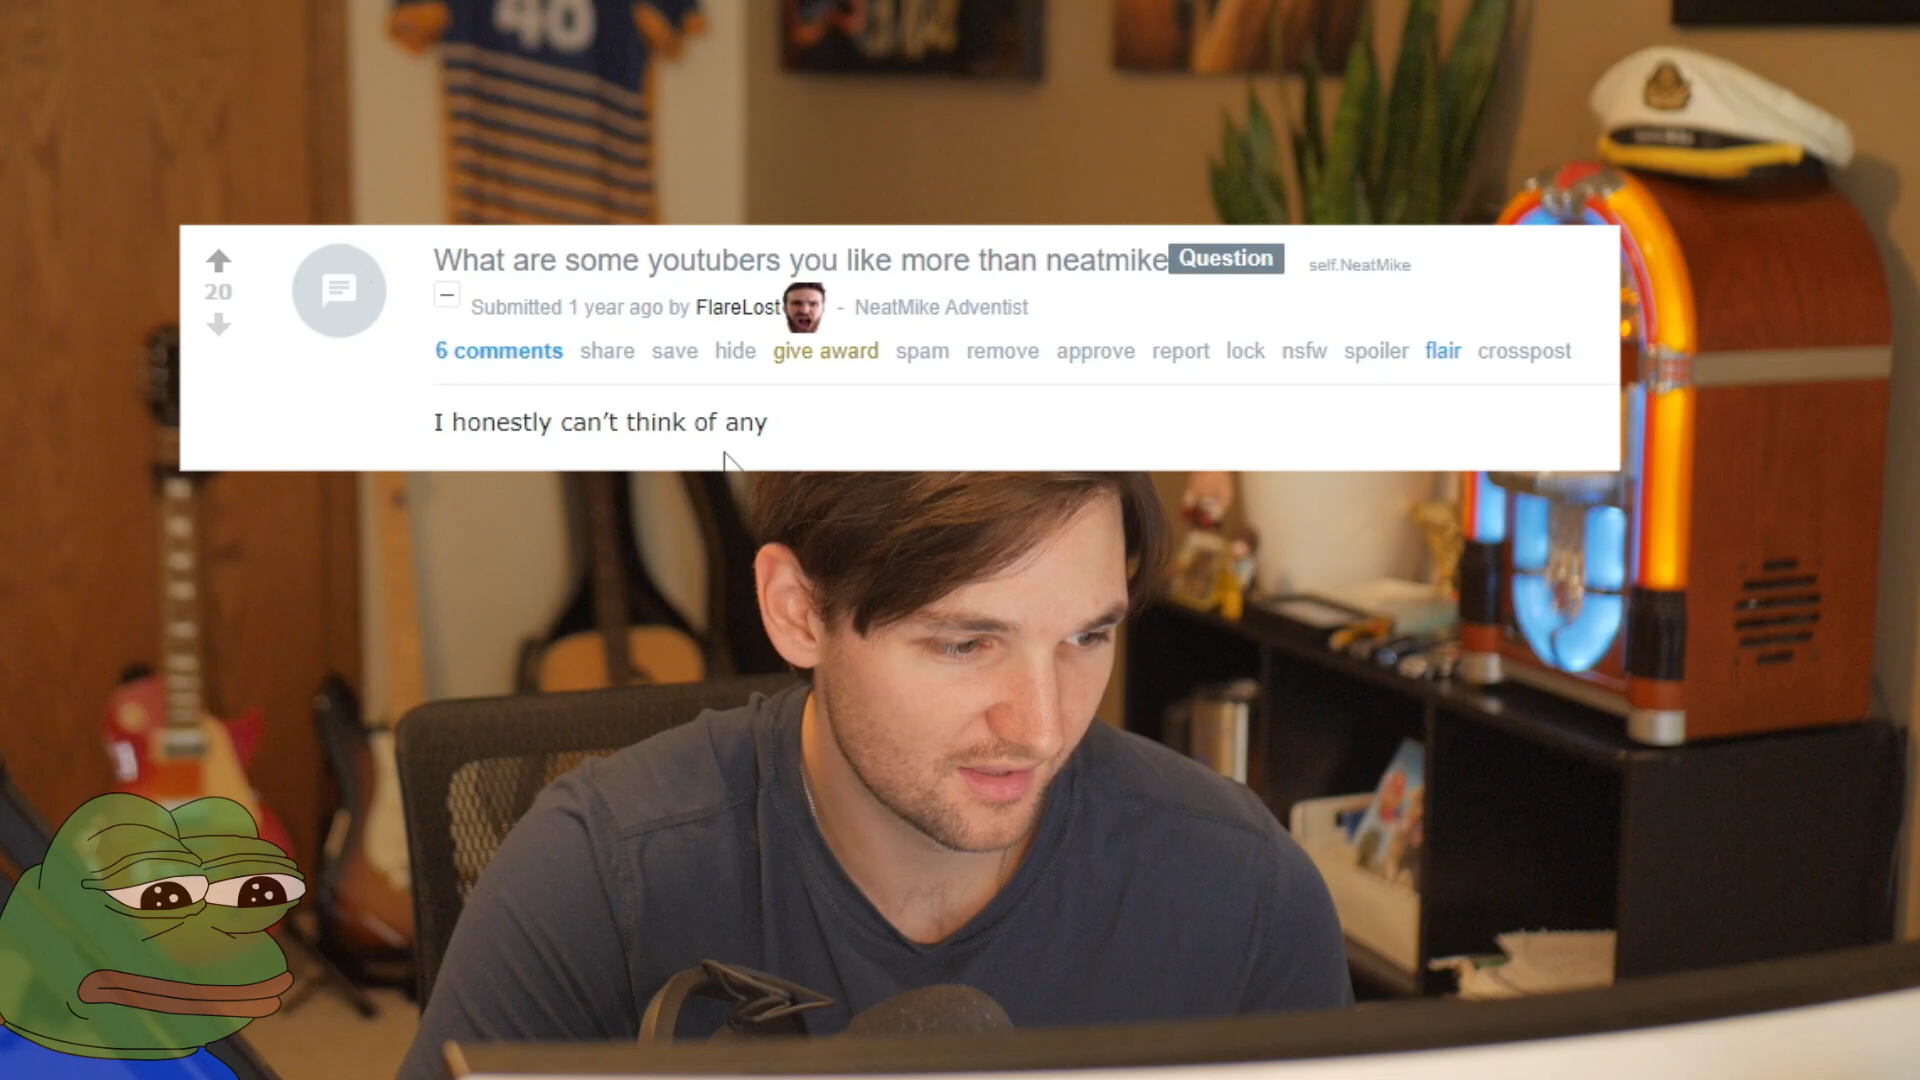 48
What are some youtubers you like more than neatmike Question self.NeatMike
20
Submitted 1 year ago by FlareLost - NeatMike Adventist
6 comments share save hide give award spam remove approve report lock nsfw spoiler flair crosspost
I honestly can't think of any